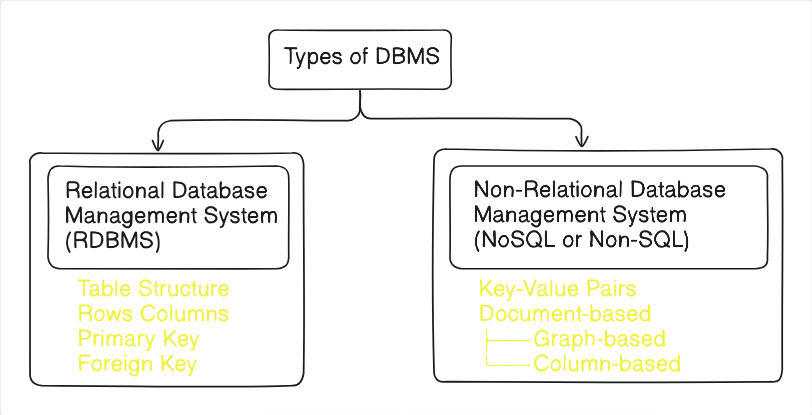 Types of DBMS
Relational Database
Management System
(RDBMS)
Table Structure
Rows Columns
Primary Key
Foreign Key
Non-Relational Database
Management System
(NoSQL or Non-SQL)
Key-Value Pairs
Document-based
Graph-based
Column-based